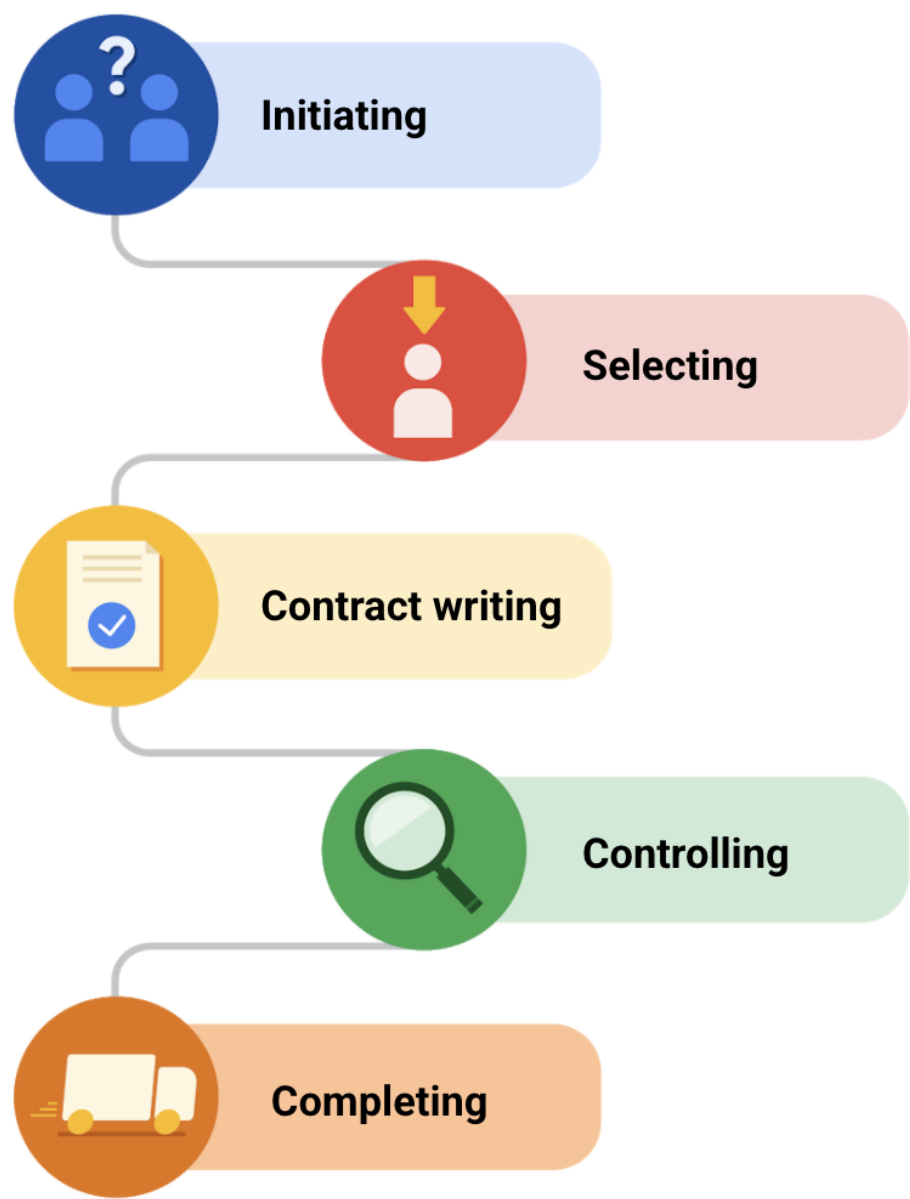 ?
Initiating
Selecting
Contract writing
Controlling
Completing